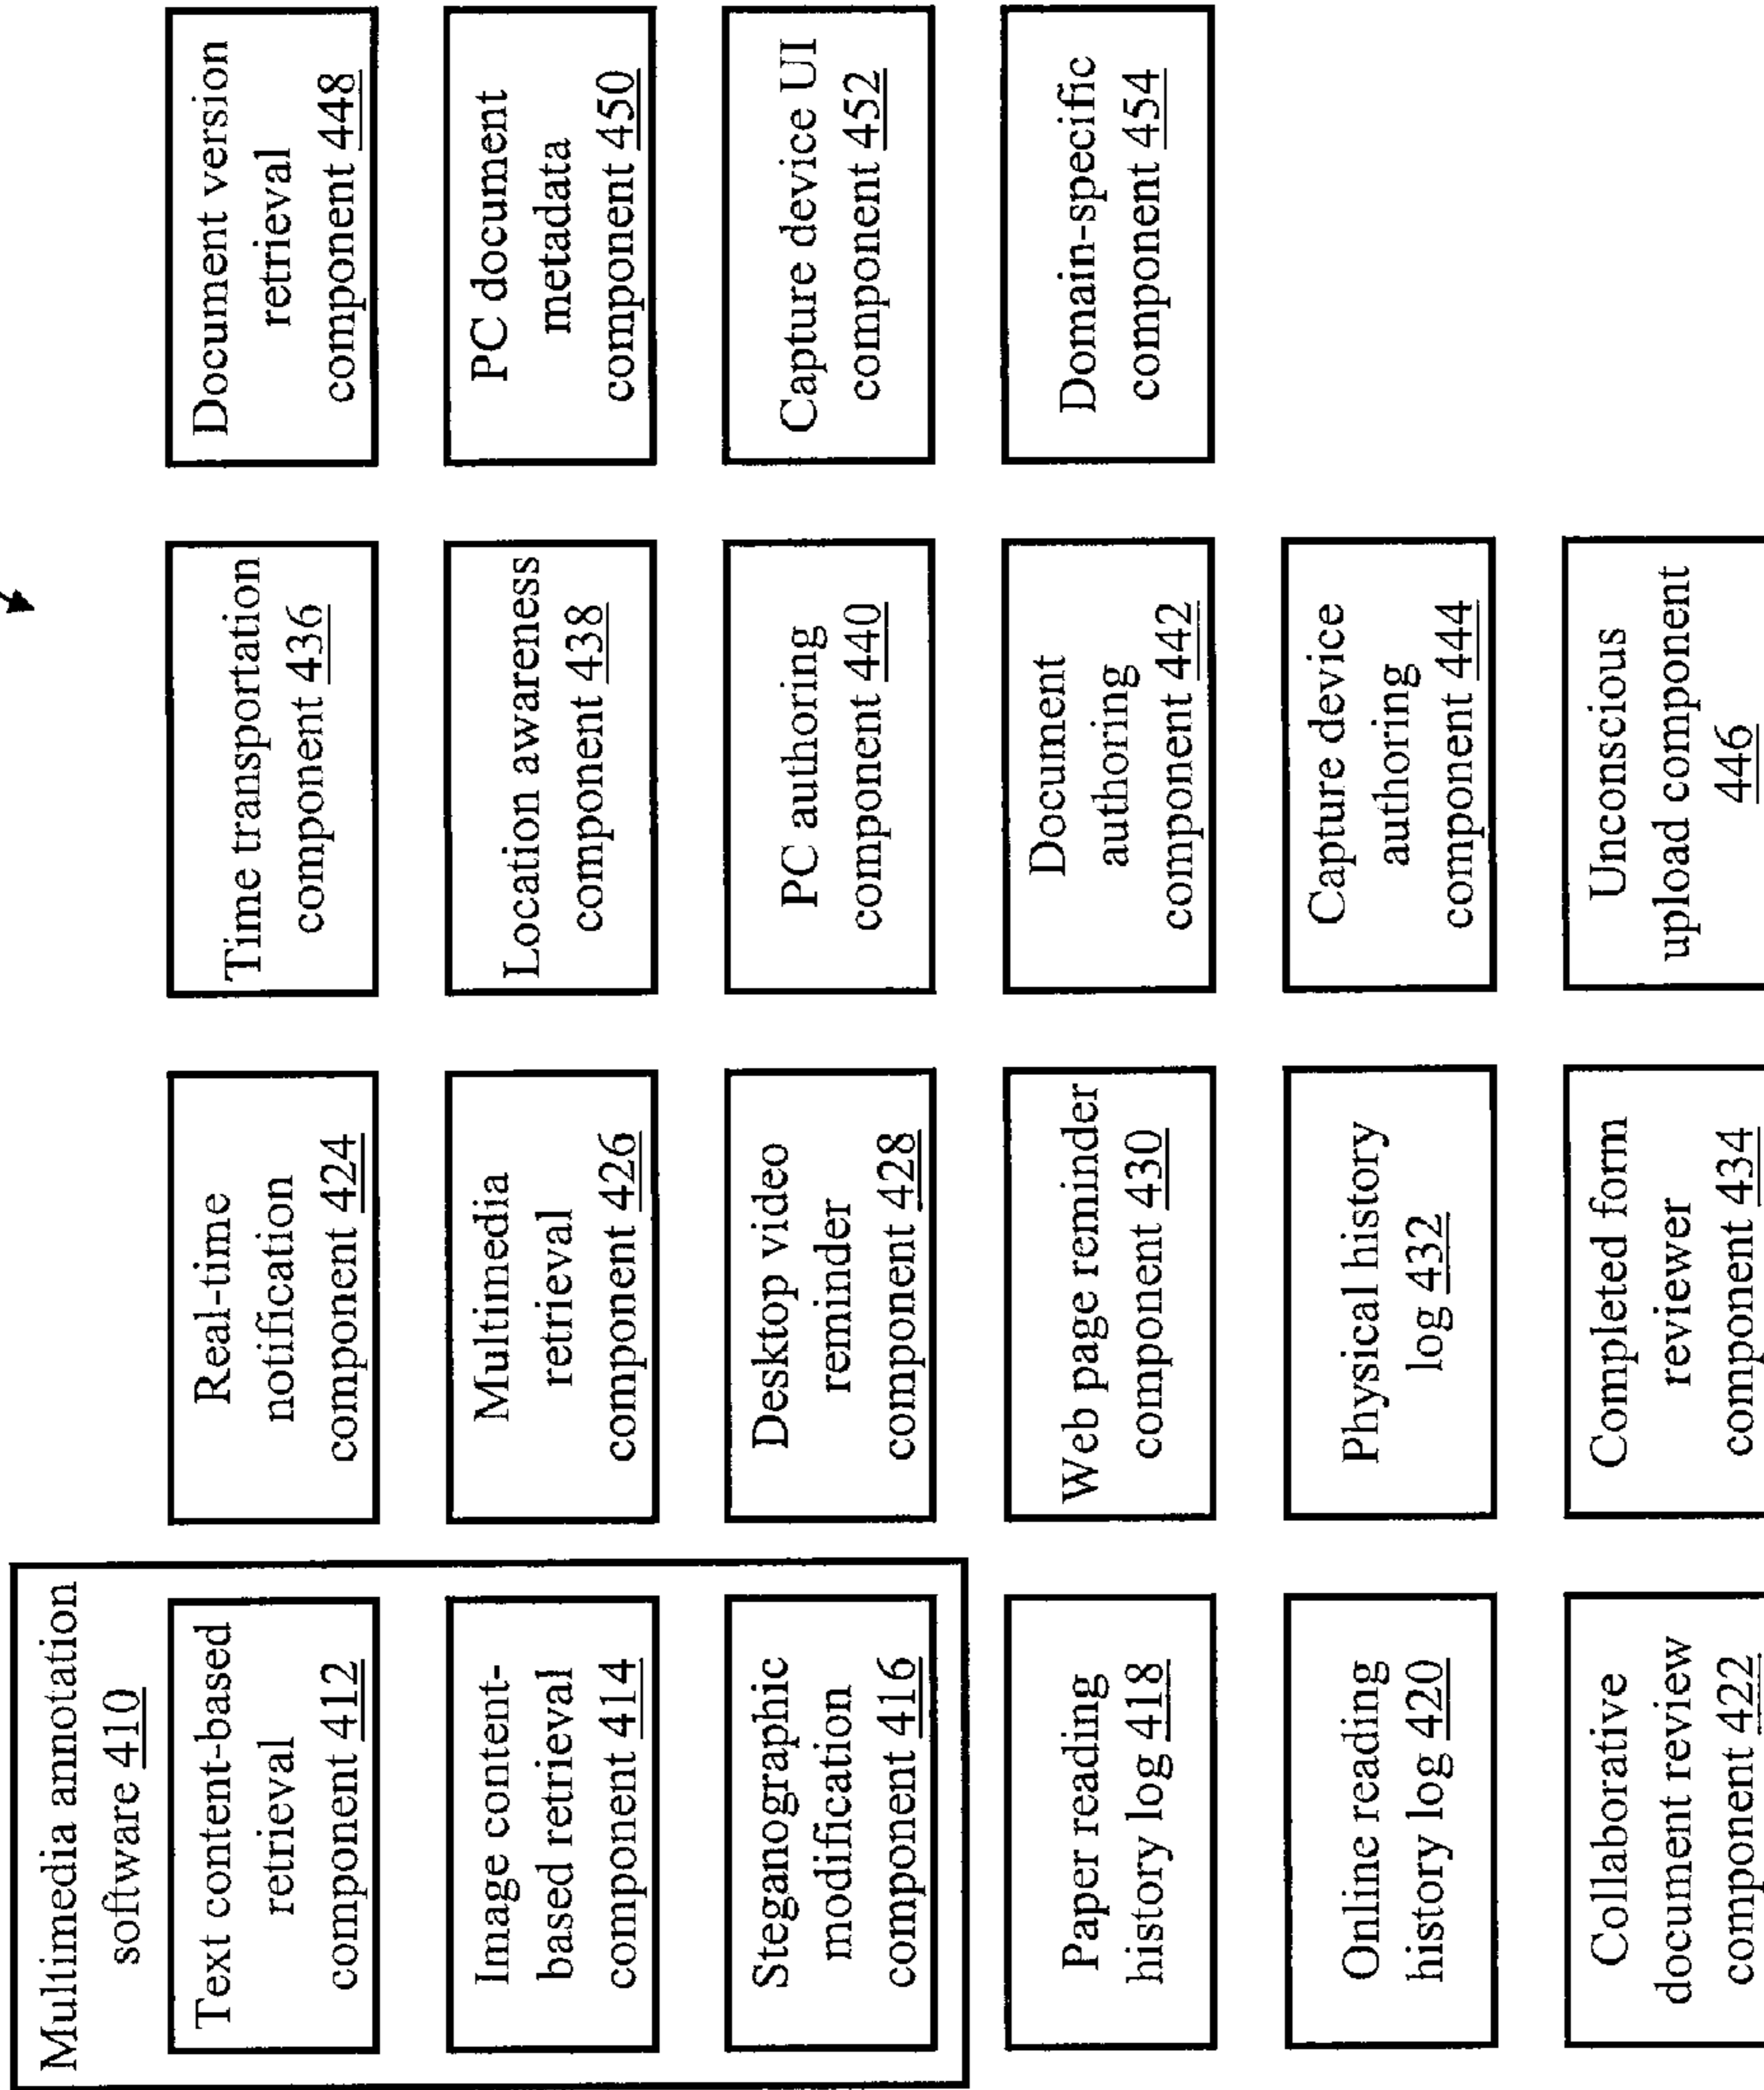 Multimedia annotation
software 410
Text content-based
retrieval
component 412
Image content-
based retrieval
component 414
Steganographic
modification
component 416
Paper reading
history log 418
Online reading
history log 420
Collaborative
document review
component 422
Real-time
notification
component 424
Multimedia
retrieval
component 426
Desktop video
reminder
component 428
Web page reminder
component 430
Physical history
log 432
Completed form
reviewer
component 434
Time transportation
component 436
Location awareness
component 438
PC authoring
component 440
Document
authoring
component 442
Capture device
authoring
component 444
Unconscious
upload component
446
Document version
retrieval
component 448
PC document
metadata
component 450
Capture device UI
component 452
Domain-specific
component 454